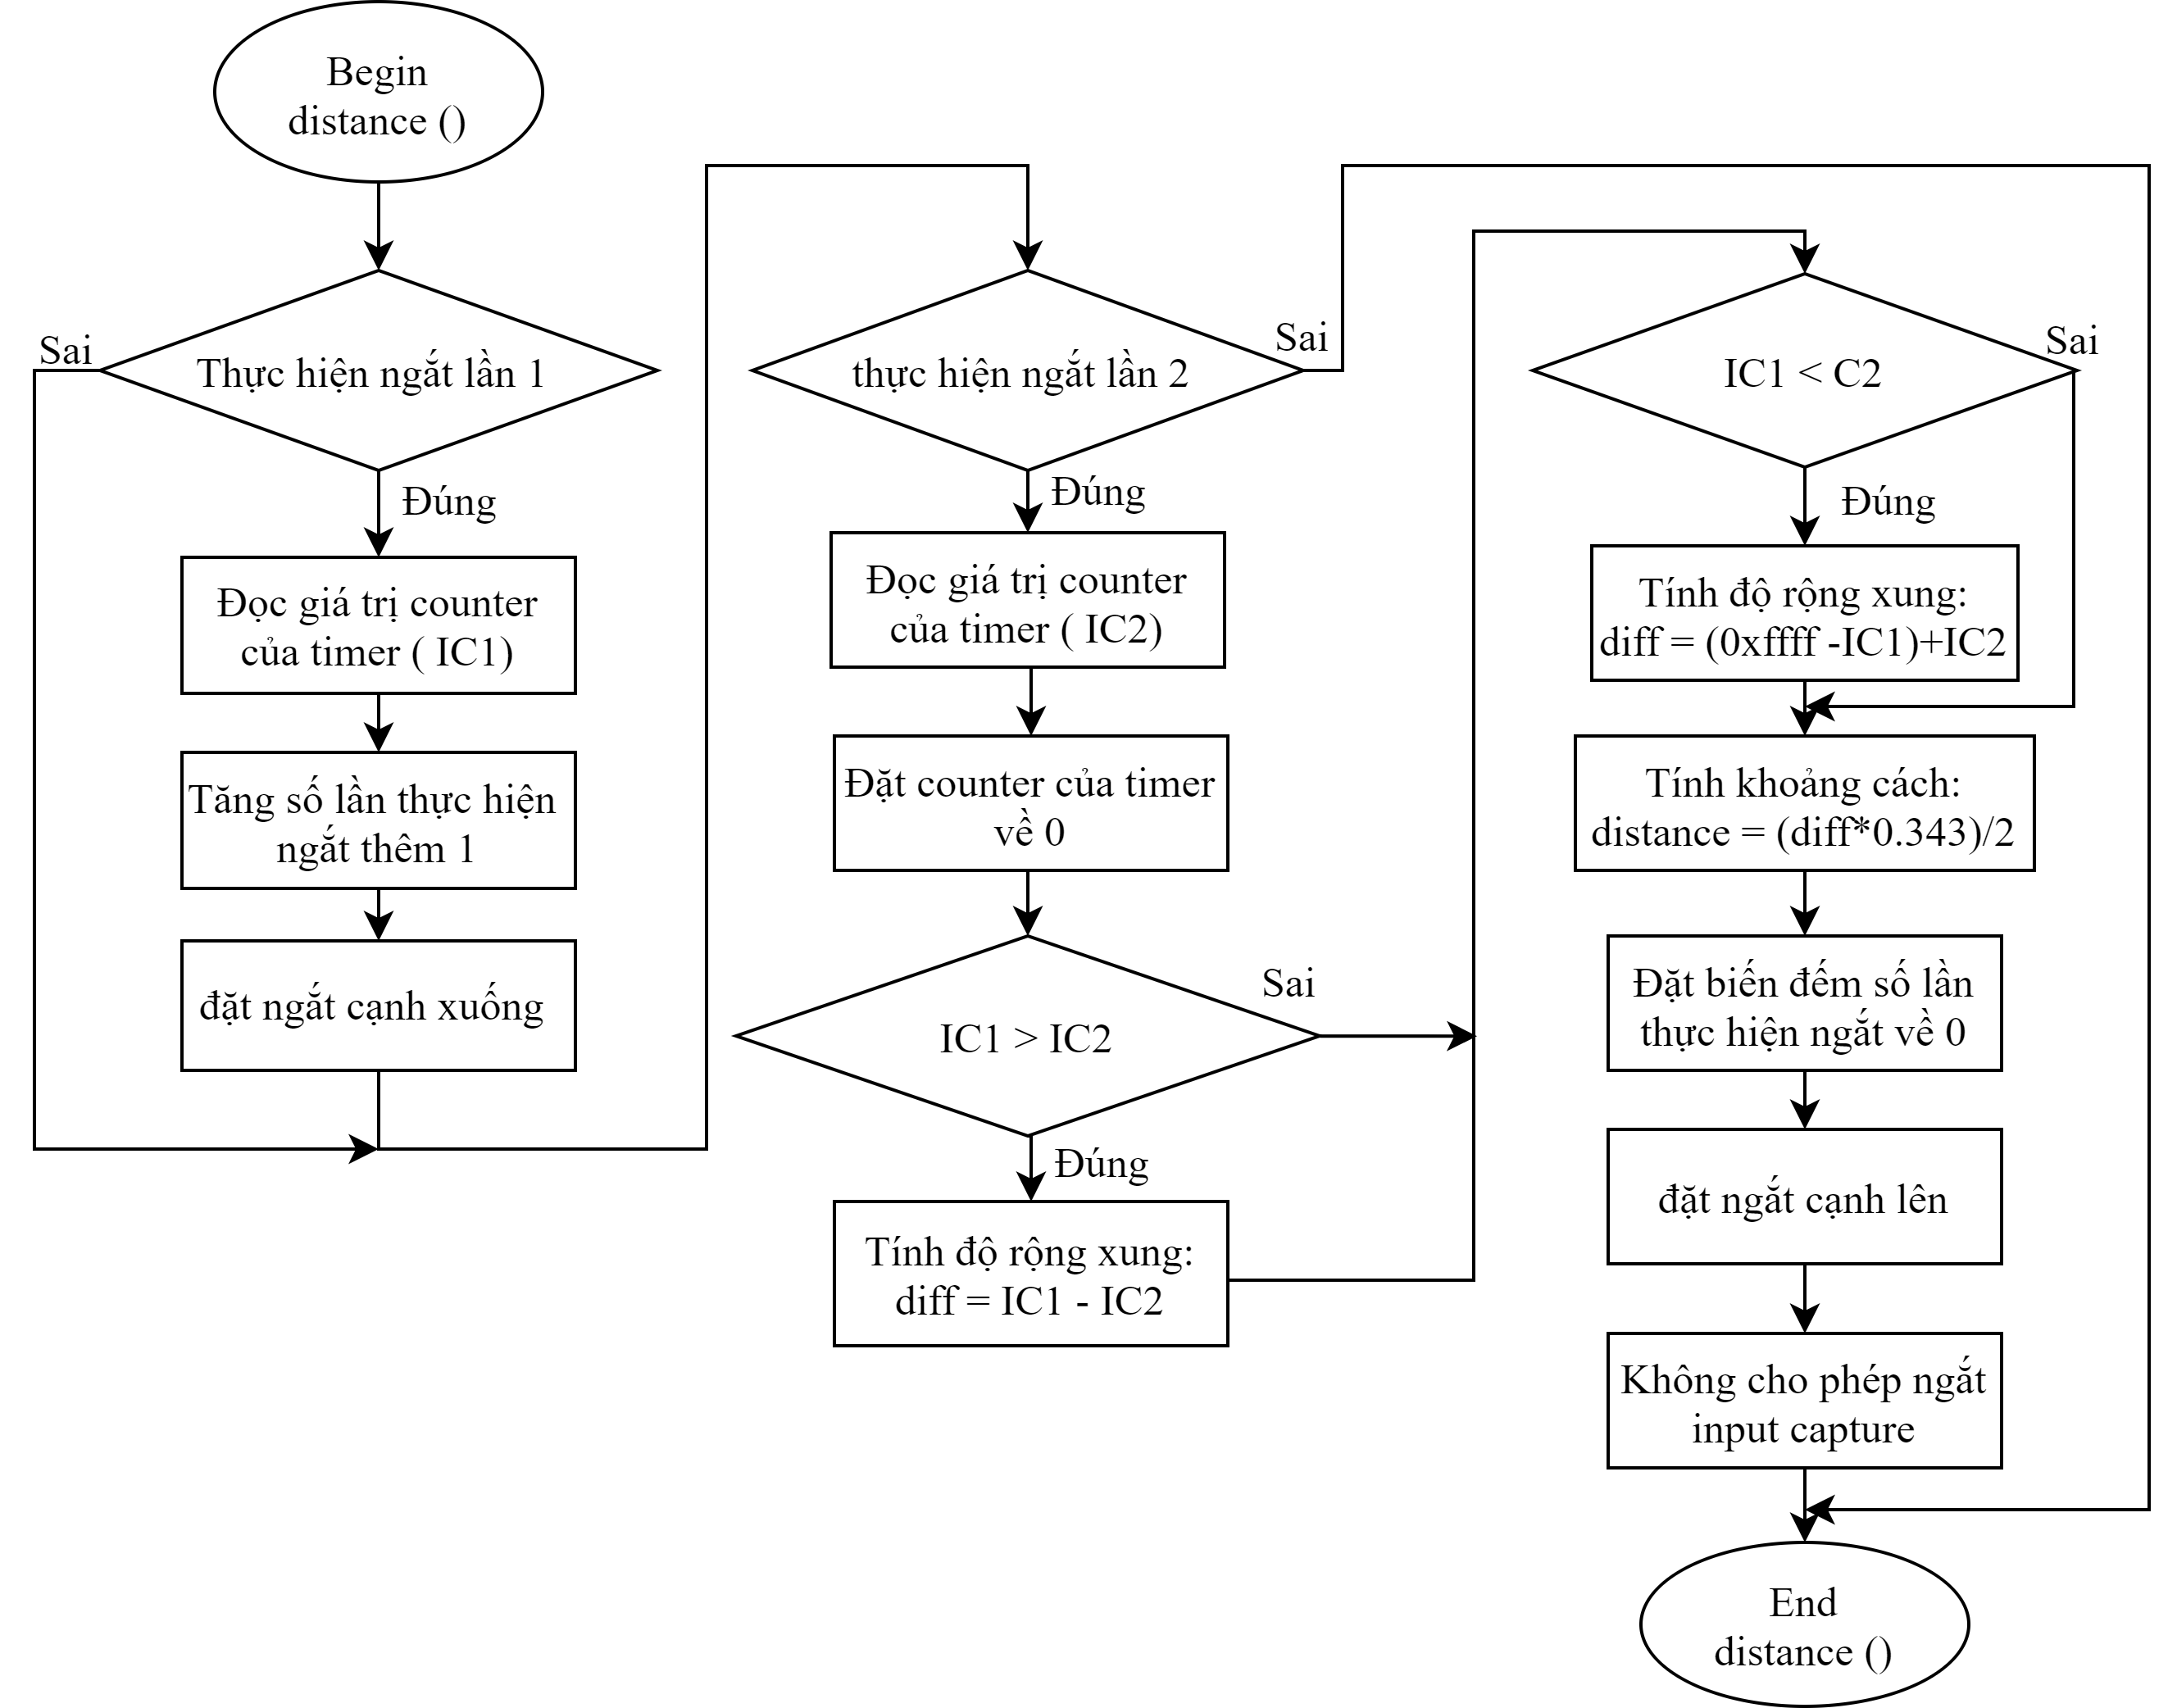 Begin
distance ()
Sai
Thực hiện ngắt lần 1
Đúng
Đọc giá trị counter
của timer ( IC1)
Tăng số lần thực hiện
ngắt thêm 1
đặt ngắt cạnh xuống
thực hiện ngắt lần 2
Sai
Đúng
Đọc giá trị counter
của timer ( IC2)
Đặt counter của timer
về 0
IC1 > IC2
Sai
Đúng
Tính độ rộng xung:
diff = IC1 - IC2
IC1 < C2
Sai
Đúng
Tính độ rộng xung:
diff = (0xffff -IC1)+IC2
Tính khoảng cách:
distance = (diff*0.343)/2
Đặt biến đếm số lần
thực hiện ngắt về 0
đặt ngắt cạnh lên
Không cho phép ngắt
input capture
End
distance ()